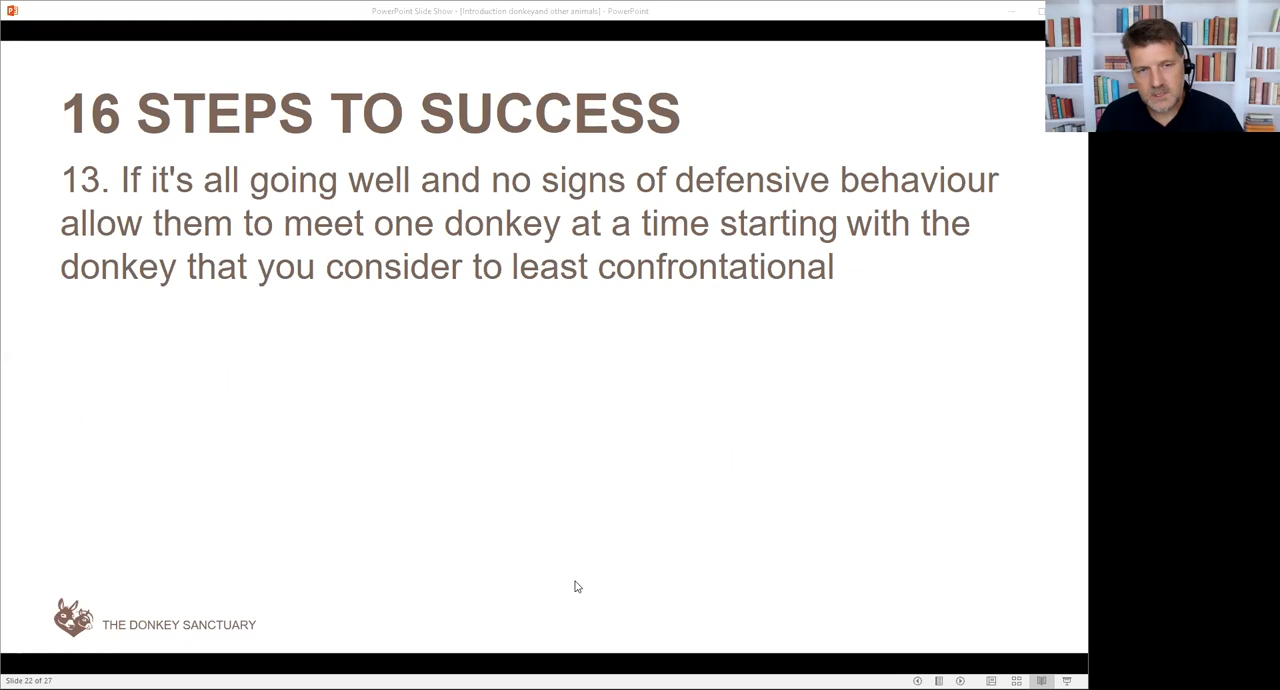 PowerPoint Slide Show - [Introduction donkeyand other animals] - PowerPoint
16 STEPS TO SUCCESS
13. If it's all going well and no signs of defensive behaviour
allow them to meet one donkey at a time starting with the
donkey that you consider to least confrontational
THE DONKEY SANCTUARY
Slide 22 of 27